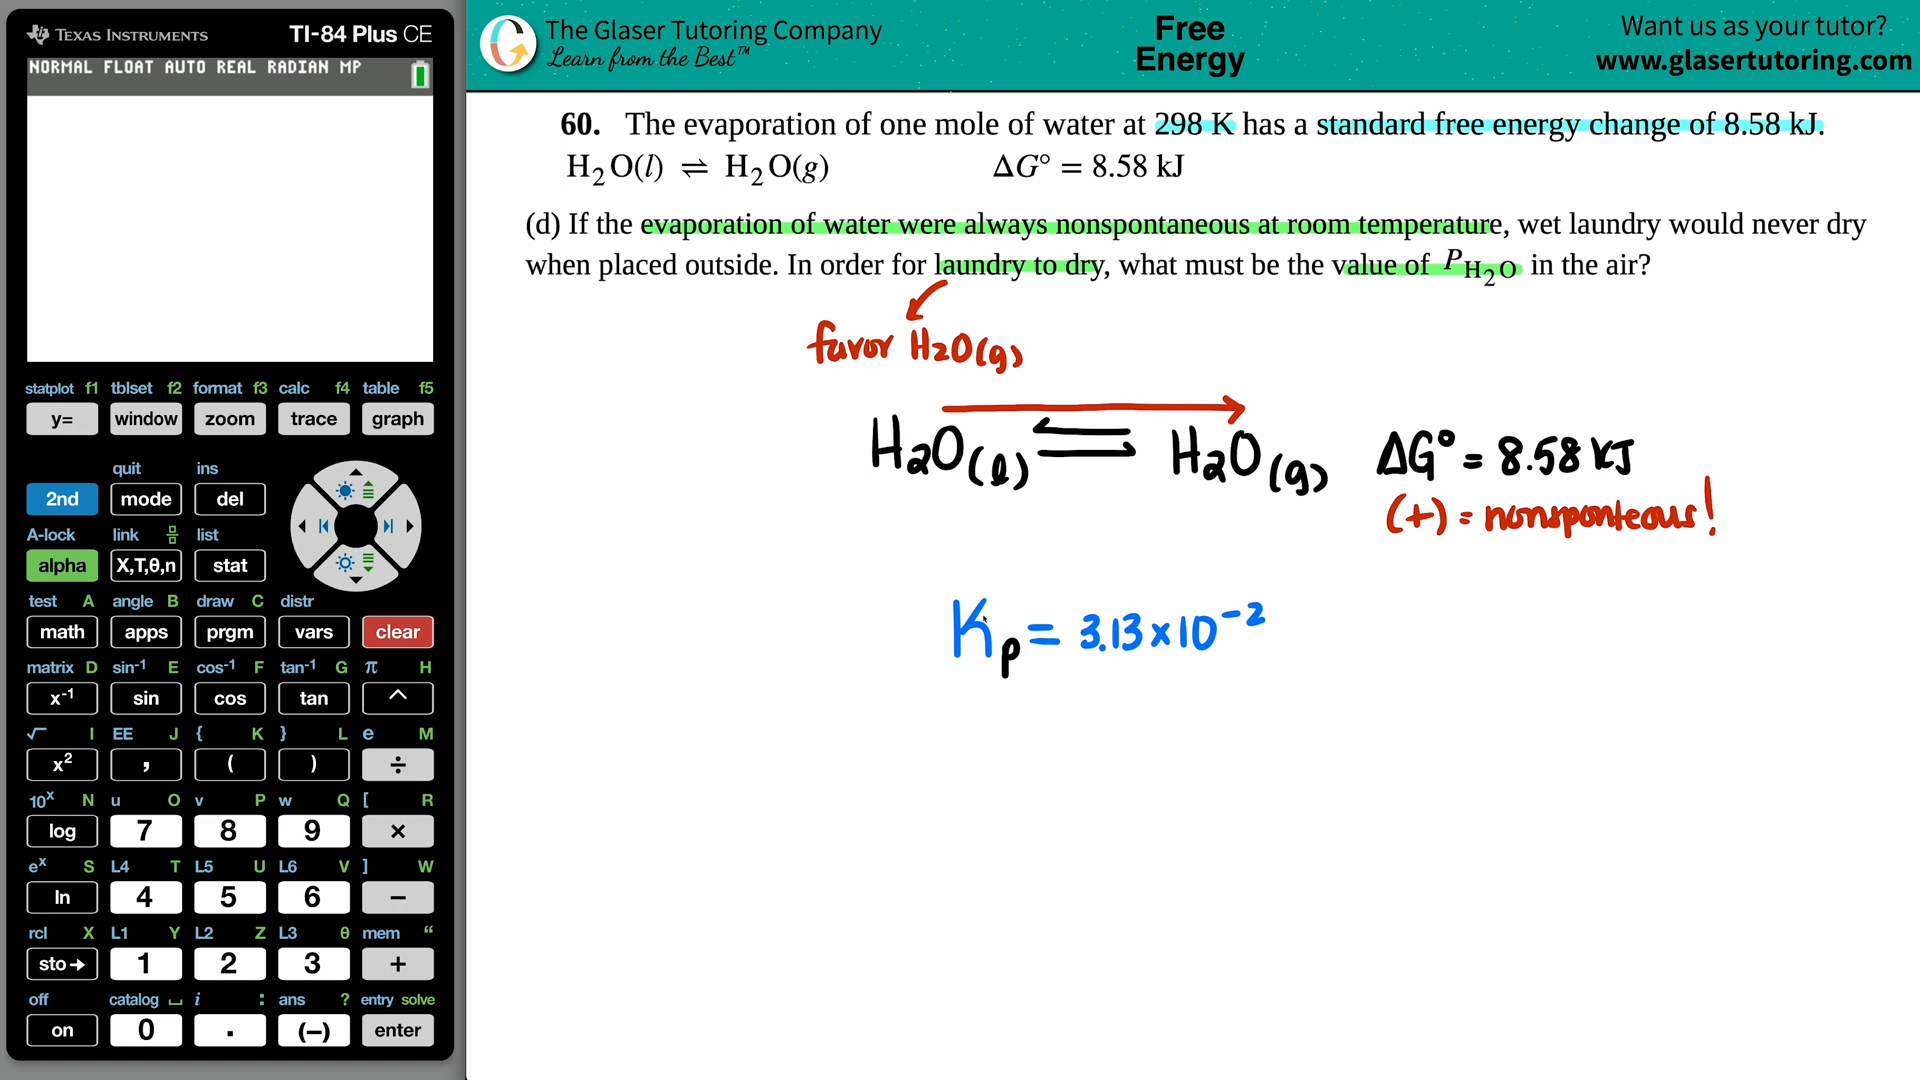 TEXAS INSTRUMENTS TI-84 Plus CE
NORMAL FLOAT AUTO REAL RADIAN MP
statplot f1 tblset f2 format f3 calc f4 table f5
y= window zoom trace graph
quit ins
2nd mode del
A-lock link list
alpha X,T,θ,n stat
test A angle B draw C distr
math apps prgm vars clear
matrix D sin⁻¹ E cos⁻¹ F tan⁻¹ G π H
x⁻¹ sin cos tan ^
√ I EE J { K } L e M
x² , ( ) ÷
10ˣ N u O v P w Q [ R
log 7 8 9 ×
eˣ S L4 T L5 U L6 V ] W
ln 4 5 6 −
rcl X L1 Y L2 Z L3 θ mem “
sto→ 1 2 3 +
off catalog ⎵ i : ans ? entry solve
on 0 . (−) enter
The Glaser Tutoring Company
Learn from the Best™
Free
Energy
Want us as your tutor?
www.glasertutoring.com
60. The evaporation of one mole of water at 298 K has a standard free energy change of 8.58 kJ.
H₂O(l) ⇌ H₂O(g) ΔG° = 8.58 kJ
(d) If the evaporation of water were always nonspontaneous at room temperature, wet laundry would never dry
when placed outside. In order for laundry to dry, what must be the value of P H₂O in the air?
favor H₂O(g)
H₂O(l) ⇌ H₂O(g) ΔG° = 8.58 kJ
(+) = nonsponteous!
Kp = 3.13×10⁻²